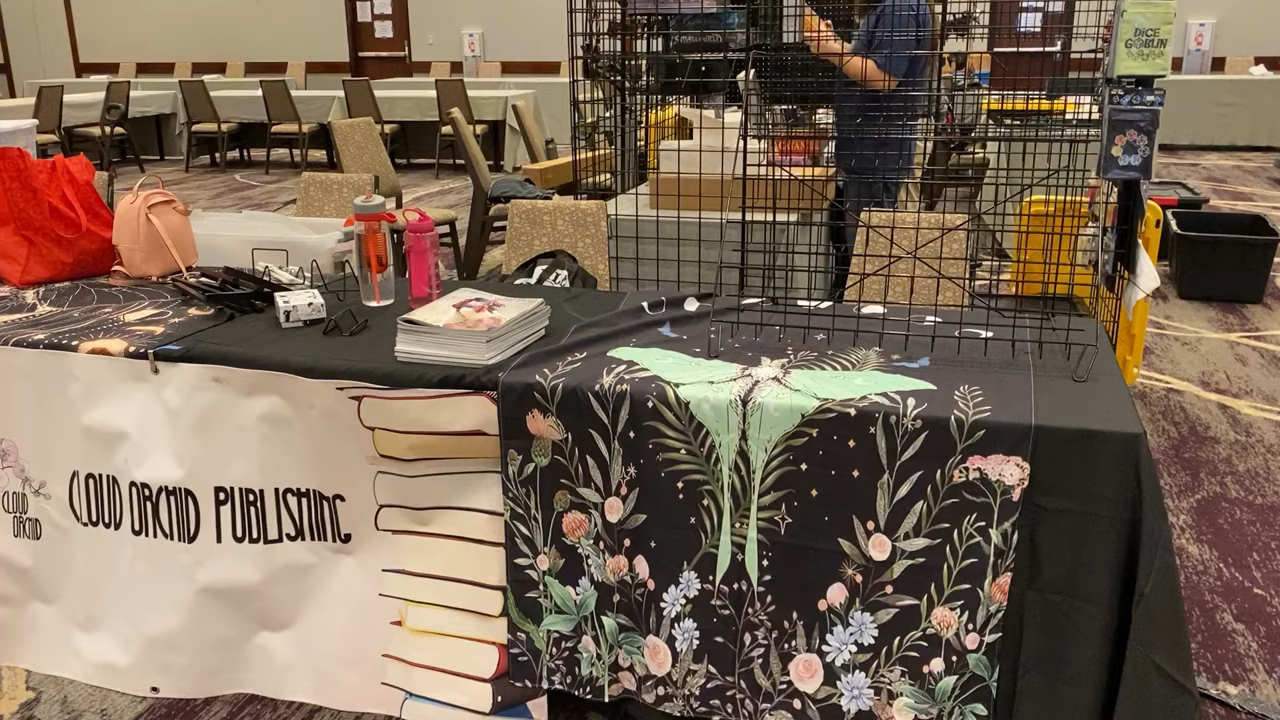 DICE
GOBLIN
CLOUD ORCHID PUBLISHING
CLOUD
ORCHID